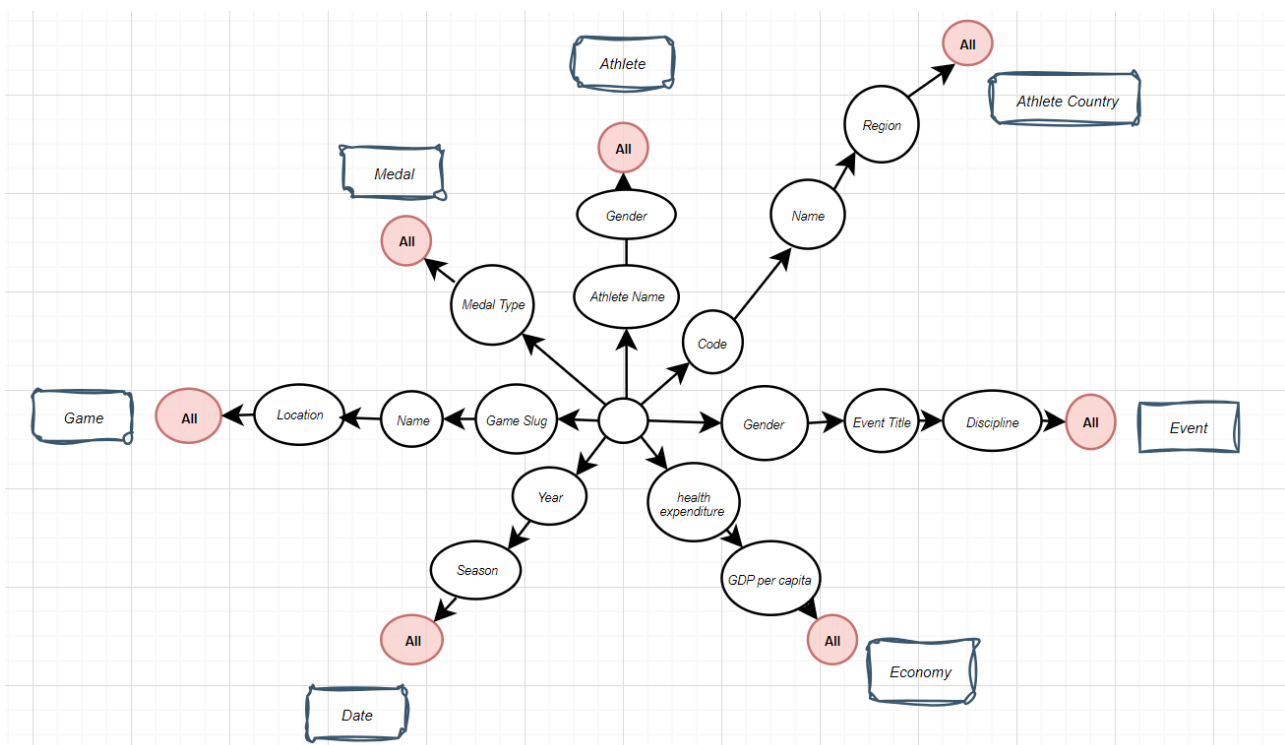 All
Athlete
Athlete Country
All
Region
Medal
Name
Gender
All
Athlete Name
Medal Type
Code
Game
All
Location
Name
Game Slug
Gender
Event Title
Discipline
All
Event
Year
health
expenditure
Season
GDP per capita
All
All
Economy
Date